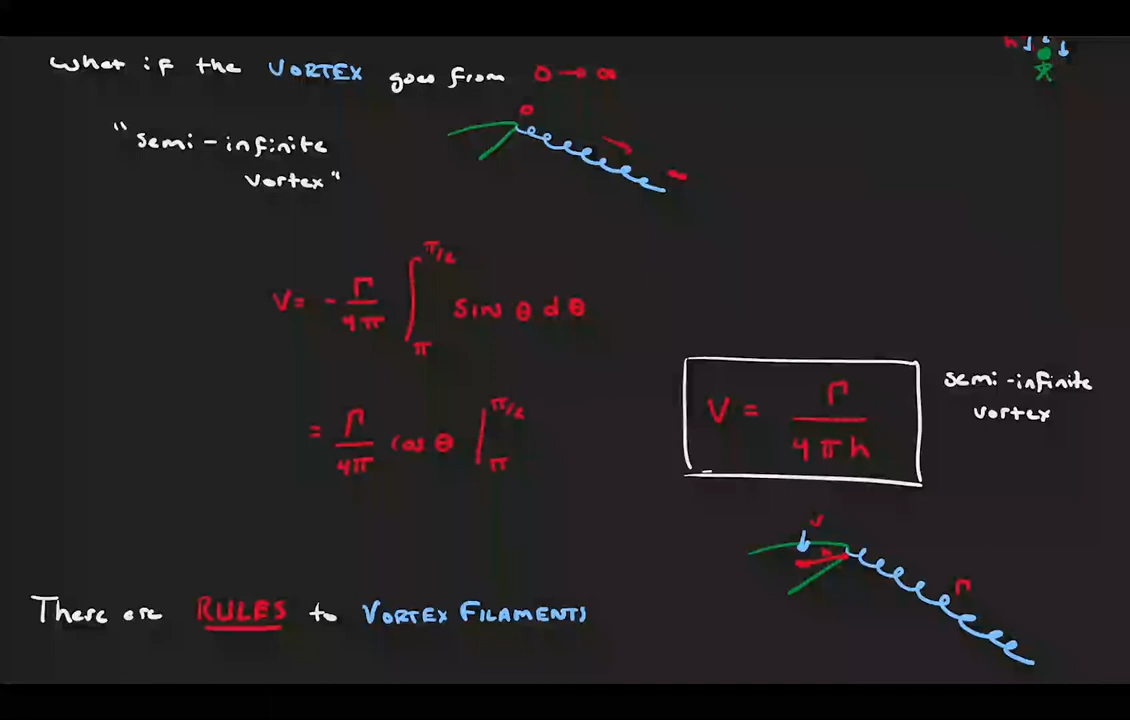 What if the VORTEX goes from 0 → ∞
h
0
"semi-infinite
vortex"
∞
V = - Γ/4π ∫_π^π/2 sin θ d θ
= Γ/4π cos θ |_π^π/2
V = Γ/4πh
semi-infinite
vortex
V
h
Γ
There are RULES to VORTEX FILAMENTS